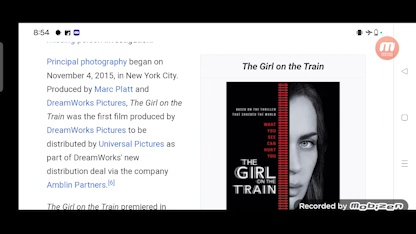 8:54
missing person investigation.
Principal photography began on
November 4, 2015, in New York City.
Produced by Marc Platt and
DreamWorks Pictures, The Girl on the
Train was the first film produced by
DreamWorks Pictures to be
distributed by Universal Pictures as
part of DreamWorks' new
distribution deal via the company
Amblin Partners.[6]
The Girl on the Train premiered in
The Girl on the Train
BASED ON THE THRILLER
THAT SHOCKED THE WORLD
WHAT
YOU
SEE
CAN
HURT
YOU
THE
GIRL
ON THE
TRAIN
Recorded by mobizen